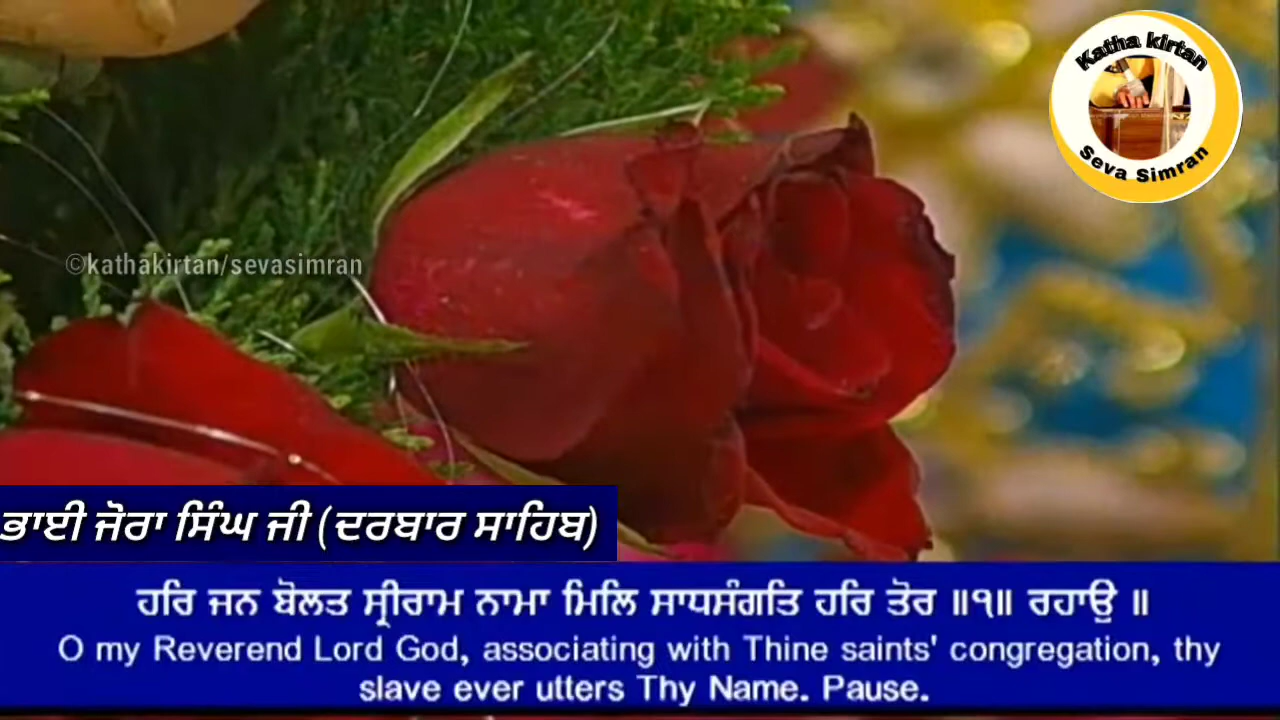 Katha kirtan
Seva Simran
©kathakirtan/sevasimran
ਭਾਈ ਜੋਰਾ ਸਿੰਘ ਜੀ (ਦਰਬਾਰ ਸਾਹਿਬ)
ਹਰਿ ਜਨ ਬੋਲਤ ਸ੍ਰੀਰਾਮ ਨਾਮਾ ਮਿਲਿ ਸਾਧਸੰਗਤਿ ਹਰਿ ਤੋਰ ॥੧॥ ਰਹਾਉ ॥
O my Reverend Lord God, associating with Thine saints' congregation, thy
slave ever utters Thy Name. Pause.